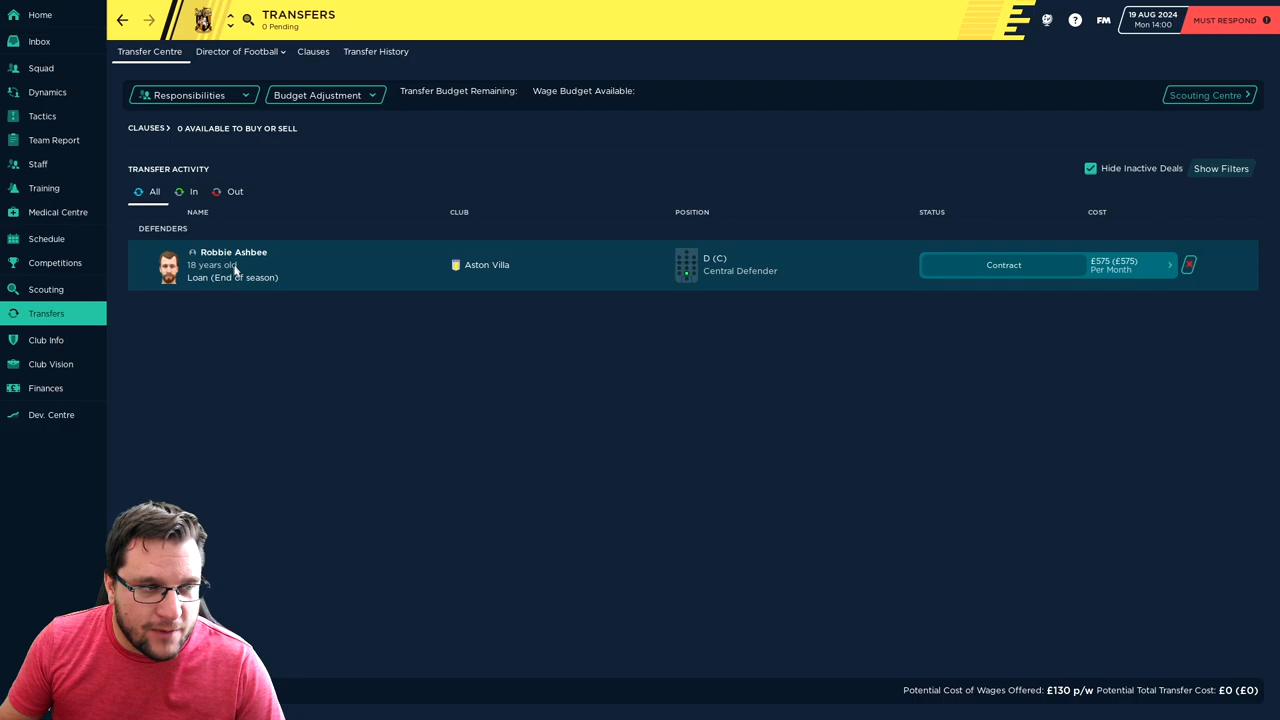 Home
Inbox
Squad
Dynamics
Tactics
Team Report
Staff
Training
Medical Centre
Schedule
Competitions
Scouting
Transfers
Club Info
Club Vision
Finances
Dev. Centre
TRANSFERS
0 Pending
?
FM
19 AUG 2024
Mon 14:00
MUST RESPOND
Transfer Centre
Director of Football
Clauses
Transfer History
Responsibilities
Budget Adjustment
Transfer Budget Remaining:
Wage Budget Available:
Scouting Centre
CLAUSES
0 AVAILABLE TO BUY OR SELL
TRANSFER ACTIVITY
Hide Inactive Deals
Show Filters
All
In
Out
NAME
CLUB
POSITION
STATUS
COST
DEFENDERS
Robbie Ashbee
18 years old
Loan (End of season)
Aston Villa
D (C)
Central Defender
Contract
£575 (£575)
Per Month
Potential Cost of Wages Offered: £130 p/w Potential Total Transfer Cost: £0 (£0)